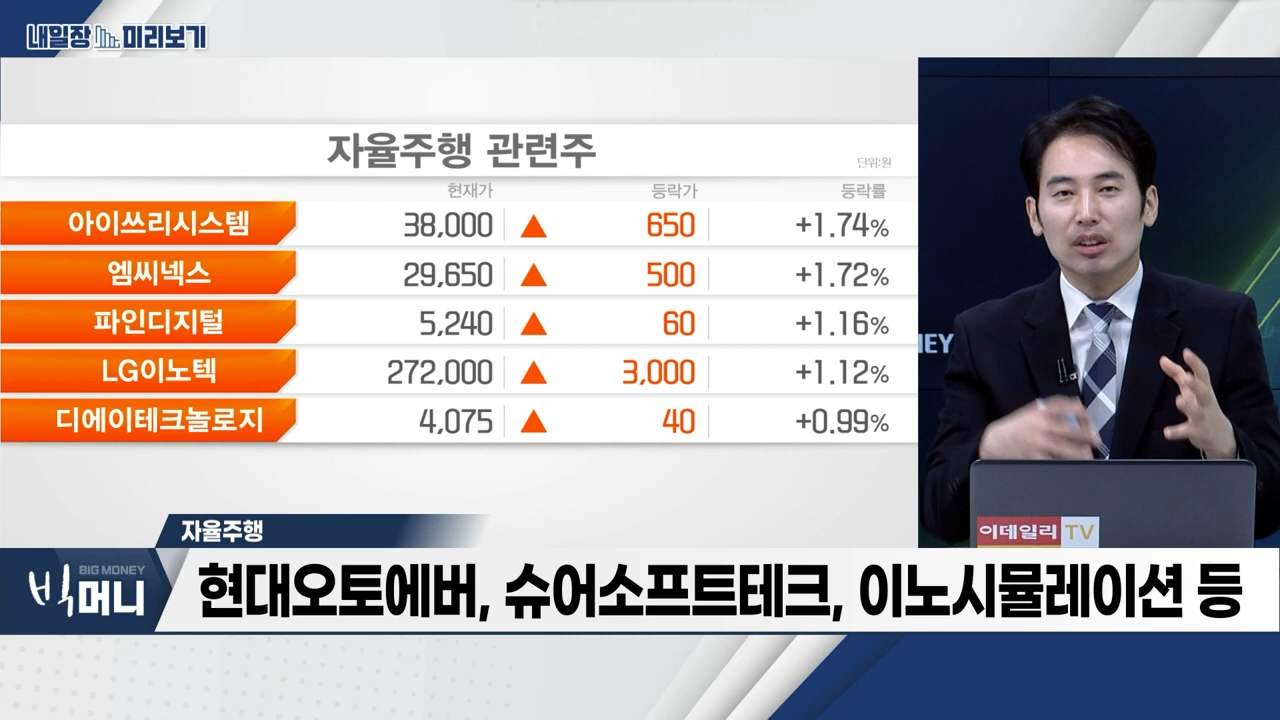 내일장 미리보기
자율주행 관련주
단위:원
현재가 등락가 등락률
아이쓰리시스템 38,000 ▲ 650 +1.74%
엠씨넥스 29,650 ▲ 500 +1.72%
파인디지털 5,240 ▲ 60 +1.16%
LG이노텍 272,000 ▲ 3,000 +1.12%
디에이테크놀로지 4,075 ▲ 40 +0.99%
NEY
이데일리 TV
자율주행
BIG MONEY
빅머니
현대오토에버, 슈어소프트테크, 이노시뮬레이션 등